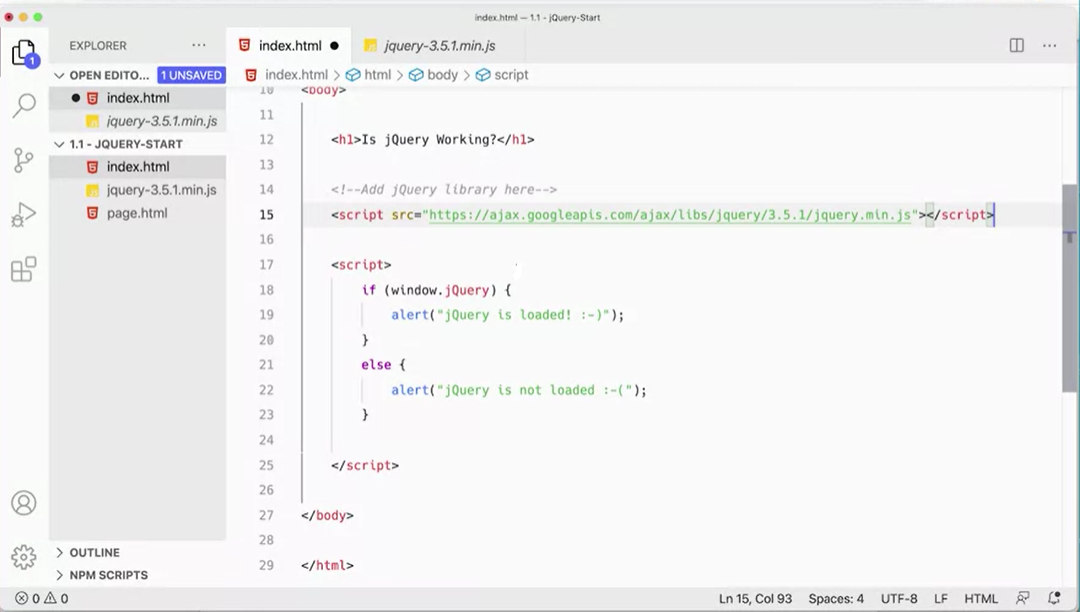 index.html — 1.1 - jQuery-Start
EXPLORER
index.html
jquery-3.5.1.min.js
OPEN EDITO... 1 UNSAVED
index.html > html > body > script
index.html
jquery-3.5.1.min.js
1.1 - JQUERY-START
index.html
jquery-3.5.1.min.js
page.html
OUTLINE
NPM SCRIPTS
1
10 <body>
11
12 <h1>Is jQuery Working?</h1>
13
14 <!--Add jQuery library here-->
15 <script src="https://ajax.googleapis.com/ajax/libs/jquery/3.5.1/jquery.min.js"></script>
16
17 <script>
18 if (window.jQuery) {
19 alert("jQuery is loaded! :-)");
20 }
21 else {
22 alert("jQuery is not loaded :-(");
23 }
24
25 </script>
26
27 </body>
28
29 </html>
0 0
Ln 15, Col 93 Spaces: 4 UTF-8 LF HTML